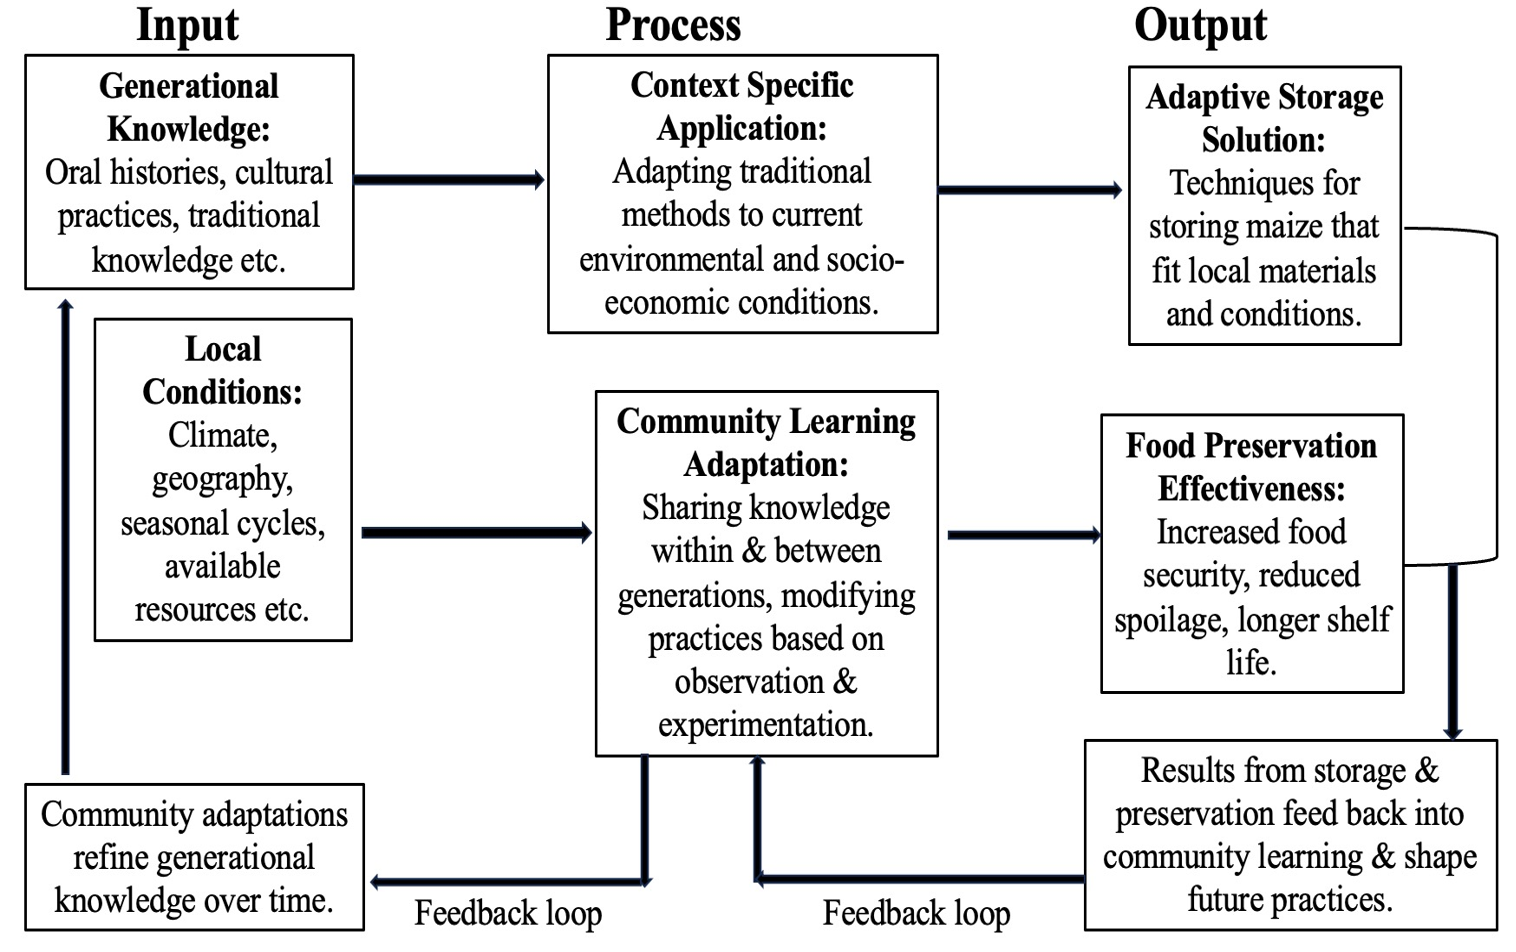 Input
Process
Output
Generational
Knowledge:
Oral histories, cultural
practices, traditional
knowledge etc.
Context Specific
Application:
Adapting traditional
methods to current
environmental and socio-
economic conditions.
Adaptive Storage
Solution:
Techniques for
storing maize that
fit local materials
and conditions.
Local
Conditions:
Climate,
geography,
seasonal cycles,
available
resources etc.
Community Learning
Adaptation:
Sharing knowledge
within & between
generations, modifying
practices based on
observation &
experimentation.
Food Preservation
Effectiveness:
Increased food
security, reduced
spoilage, longer shelf
life.
Community adaptations
refine generational
knowledge over time.
Feedback loop
Feedback loop
Results from storage &
preservation feed back into
community learning & shape
future practices.